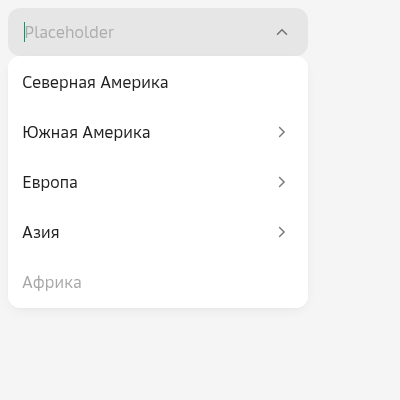 Placeholder
Северная Америка
Южная Америка
Европа
Азия
Африка